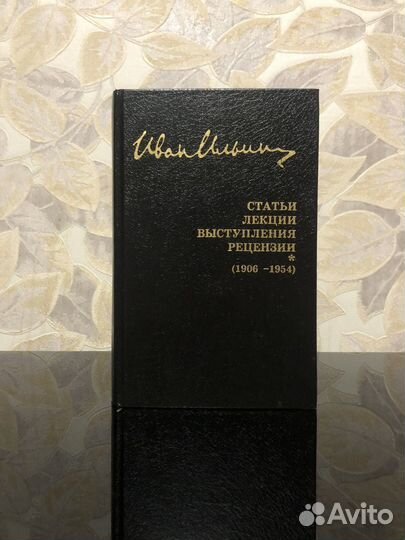 Иван Ильин
СТАТЬИ
ЛЕКЦИИ
ВЫСТУПЛЕНИЯ
РЕЦЕНЗИИ
*
(1906 –1954)
Avito